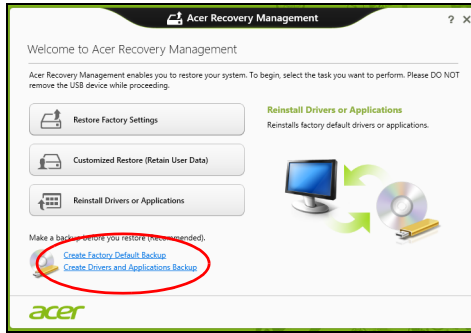 Acer Recovery Management
? X
Welcome to Acer Recovery Management
Acer Recovery Management enables you to restore your system. To begin, select the task you want to perform. Please DO NOT
remove the USB device while proceeding.
Restore Factory Settings
Customized Restore (Retain User Data)
Reinstall Drivers or Applications
Reinstall Drivers or Applications
Reinstalls factory default drivers or applications.
Make a backup before you restore (Recommended).
Create Factory Default Backup
Create Drivers and Applications Backup
acer